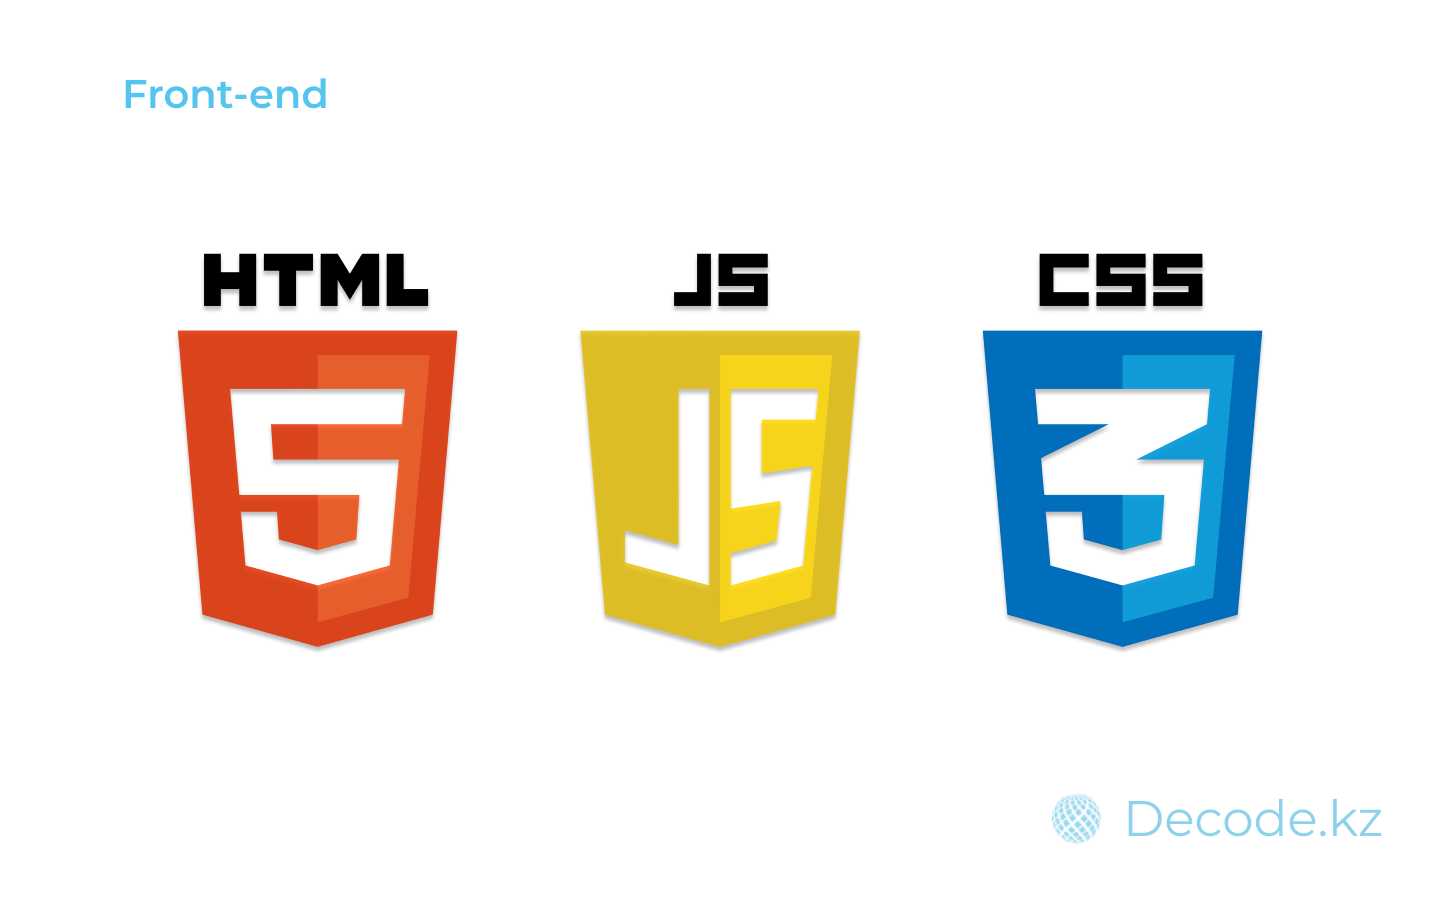 Front-end
HTML JS CSS
5 JS 3
Decode.kz